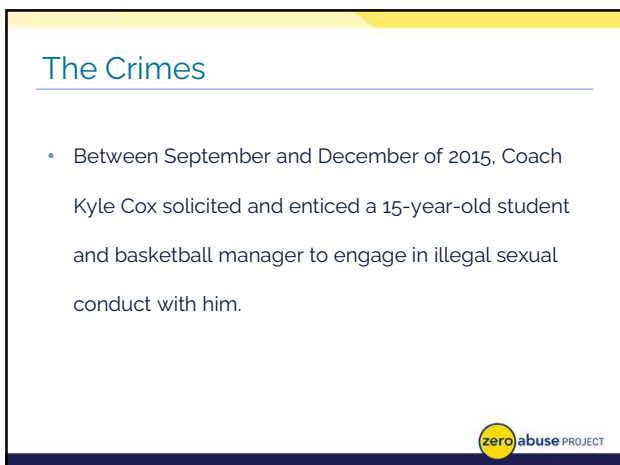 The Crimes
• Between September and December of 2015, Coach
Kyle Cox solicited and enticed a 15-year-old student
and basketball manager to engage in illegal sexual
conduct with him.
zero abuse PROJECT